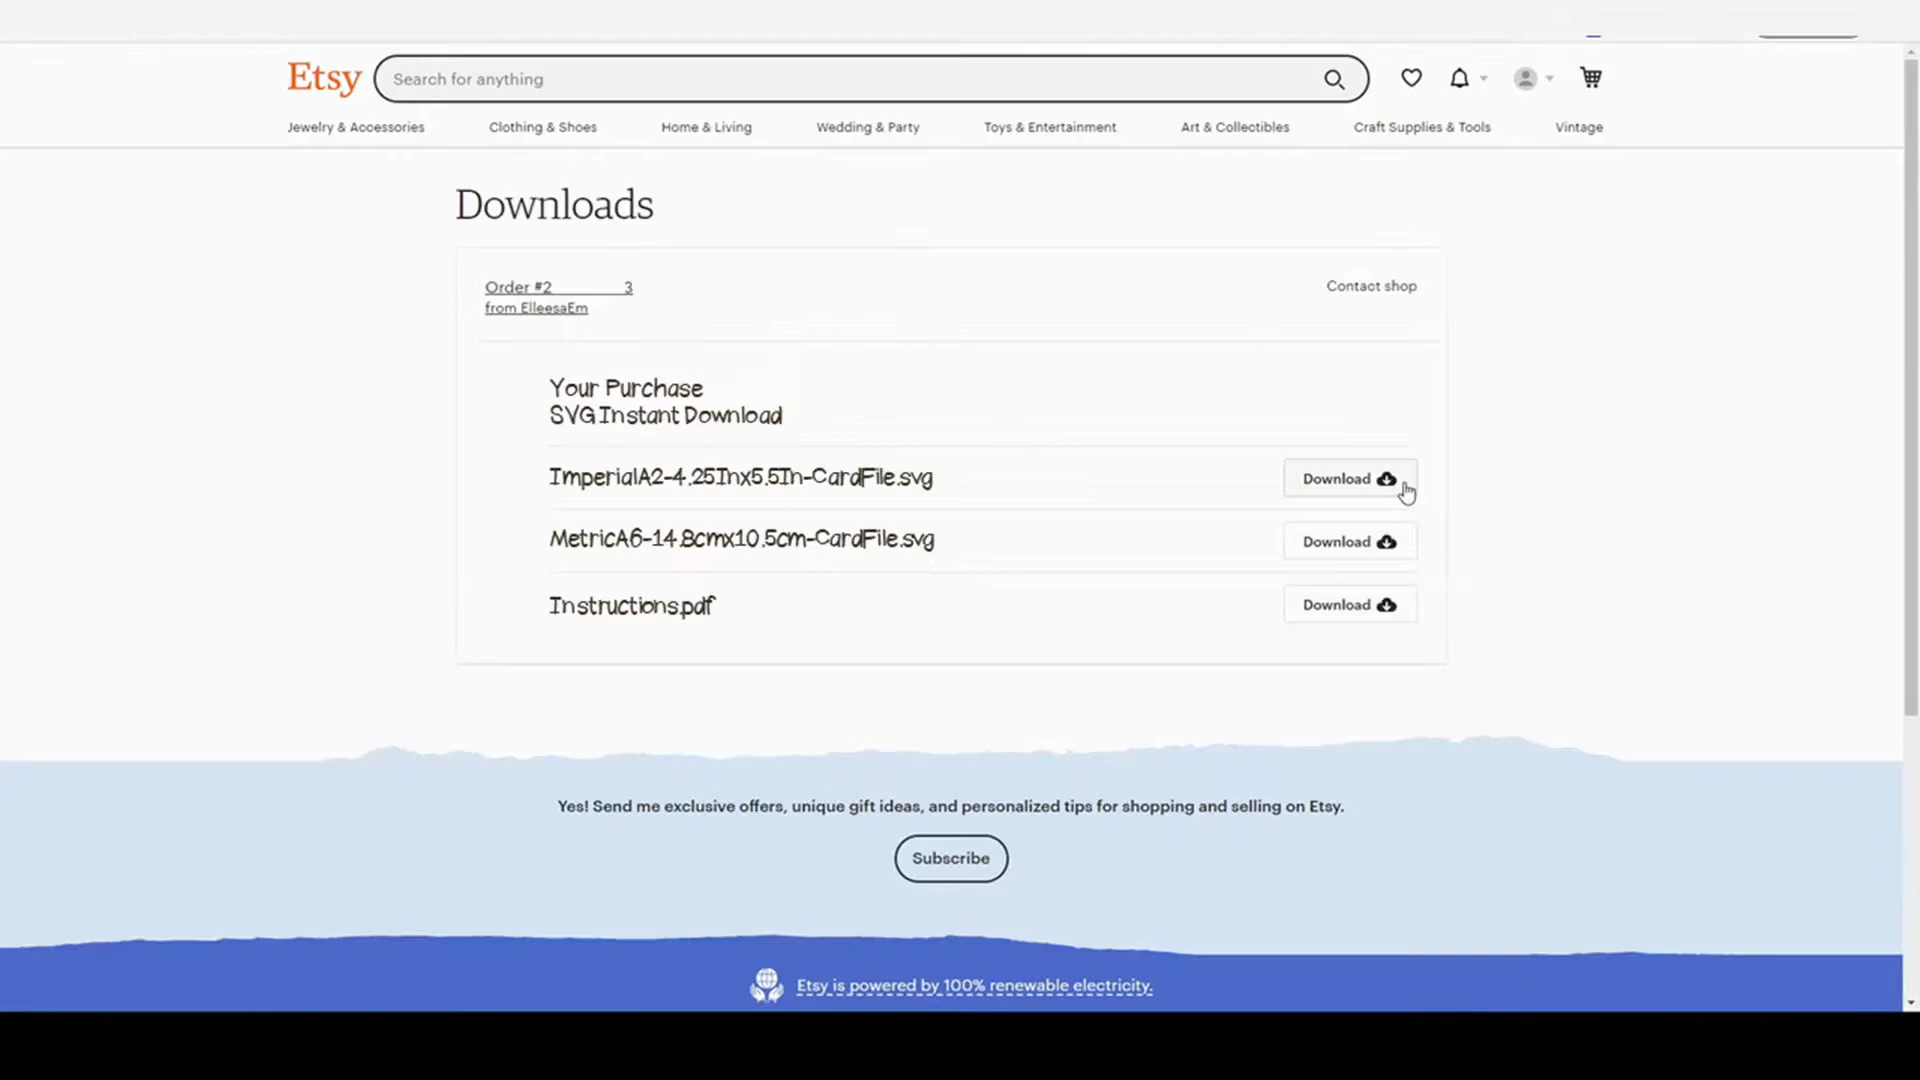 Etsy
Search for anything
Jewelry & Accessories Clothing & Shoes Home & Living Wedding & Party Toys & Entertainment Art & Collectibles Craft Supplies & Tools Vintage
Downloads
Order #2 3
from ElleesaEm
Contact shop
Your Purchase
SVG Instant Download
ImperialA2-4.25Inx5.5In-CardFile.svg
Download
MetricA6-14.8cmx10.5cm-CardFile.svg
Download
Instructions.pdf
Download
Yes! Send me exclusive offers, unique gift ideas, and personalized tips for shopping and selling on Etsy.
Subscribe
Etsy is powered by 100% renewable electricity.